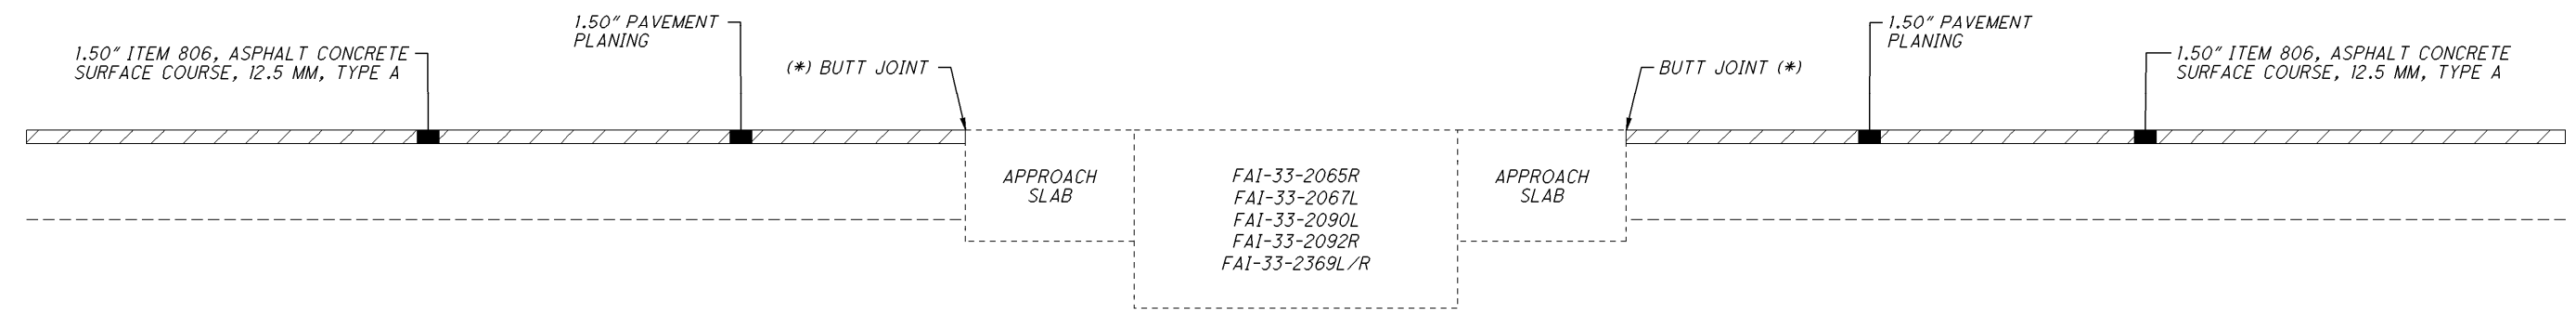 1.50" ITEM 806, ASPHALT CONCRETE
SURFACE COURSE, 12.5 MM, TYPE A
1.50" PAVEMENT
PLANING
(*) BUTT JOINT
APPROACH
SLAB
FAI-33-2065R
FAI-33-2067L
FAI-33-2090L
FAI-33-2092R
FAI-33-2369L/R
APPROACH
SLAB
BUTT JOINT (*)
1.50" PAVEMENT
PLANING
1.50" ITEM 806, ASPHALT CONCRETE
SURFACE COURSE, 12.5 MM, TYPE A